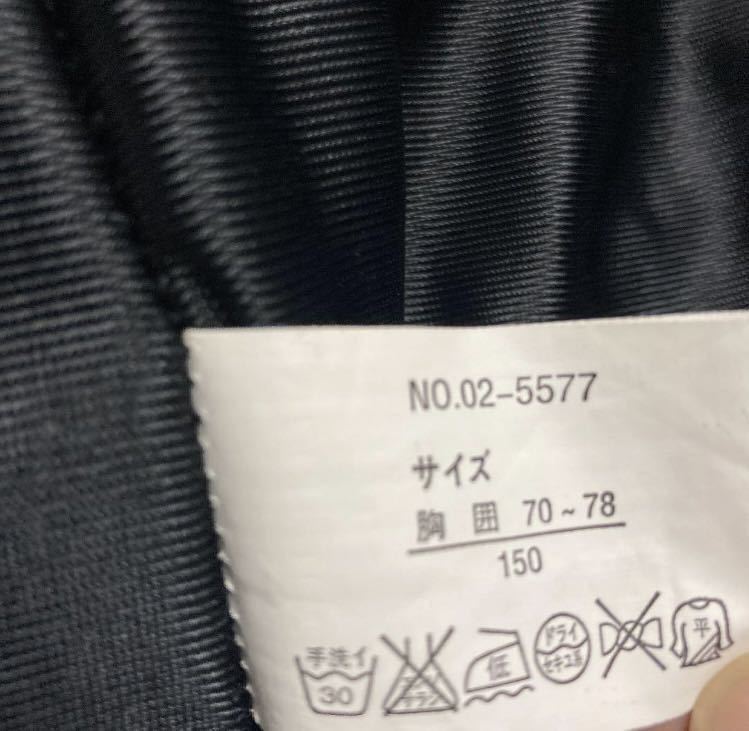 NO.02-5577
サイズ
胸 囲 70~78
150
手洗イ 30
低
ドライ セキユ系
平